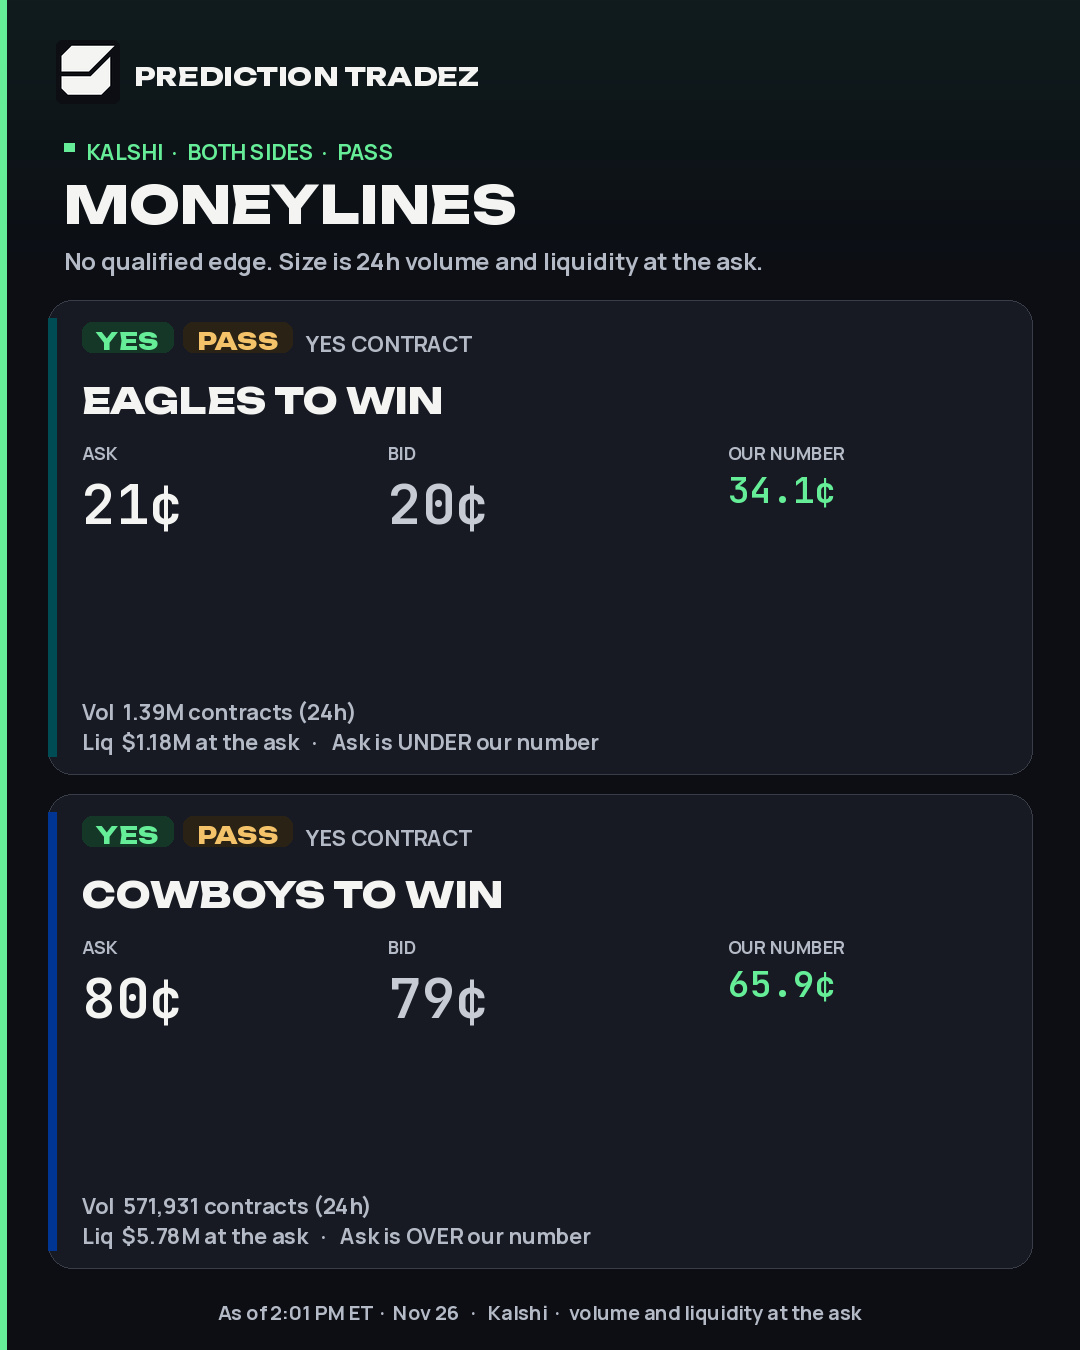 PREDICTION TRADEZ
KALSHI · BOTH SIDES · PASS
MONEYLINES
No qualified edge. Size is 24h volume and liquidity at the ask.
YES PASS YES CONTRACT
EAGLES TO WIN
ASK BID OUR NUMBER
21¢ 20¢ 34.1¢
Vol 1.39M contracts (24h)
Liq $1.18M at the ask · Ask is UNDER our number
YES PASS YES CONTRACT
COWBOYS TO WIN
ASK BID OUR NUMBER
80¢ 79¢ 65.9¢
Vol 571,931 contracts (24h)
Liq $5.78M at the ask · Ask is OVER our number
As of 2:01 PM ET · Nov 26 · Kalshi · volume and liquidity at the ask